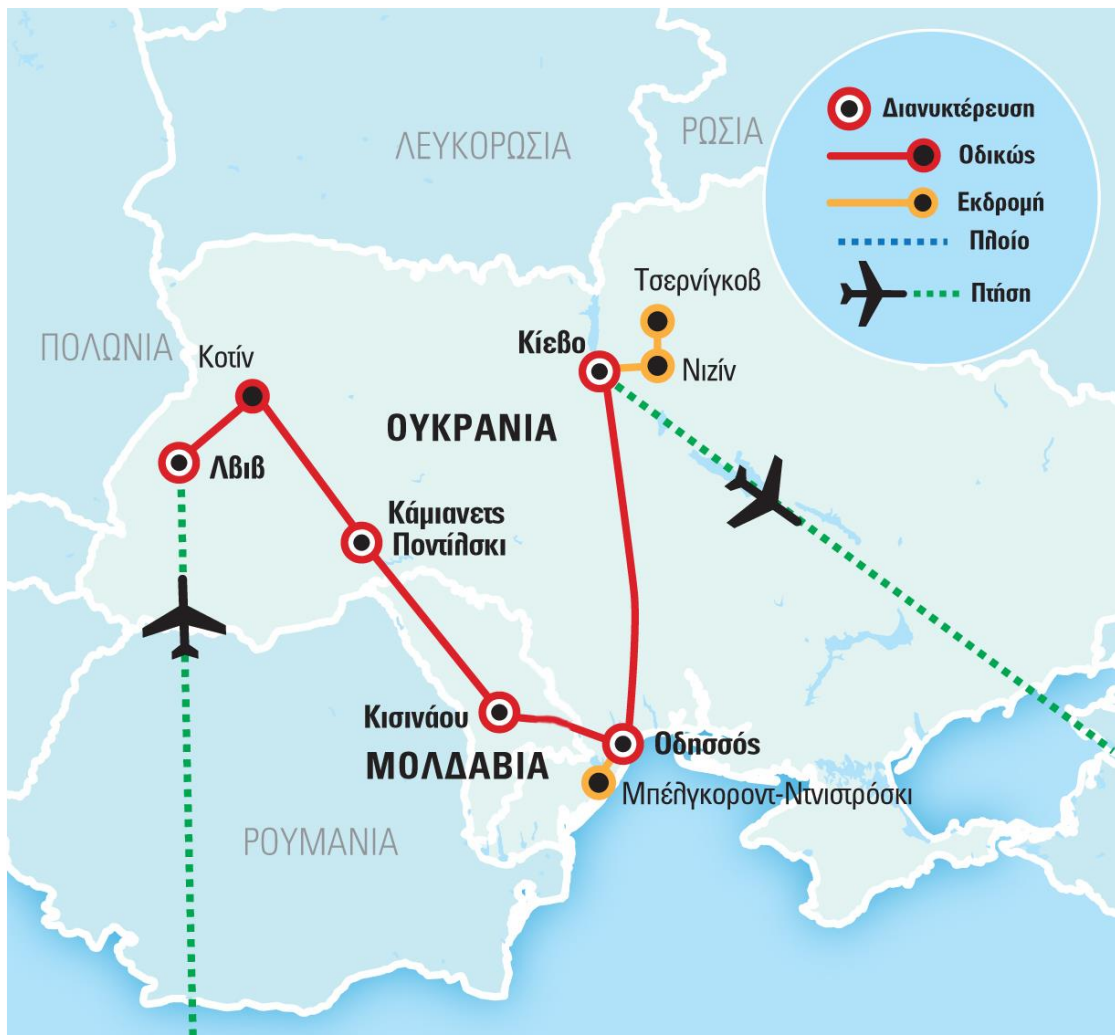 Διανυκτέρευση
Οδικώς
Εκδρομή
Πλοίο
Πτήση
ΛΕΥΚΟΡΩΣΙΑ
ΡΩΣΙΑ
ΠΟΛΩΝΙΑ
Τσερνίγκοβ
Κίεβο
Νιζίν
Κοτίν
ΟΥΚΡΑΝΙΑ
Λβιβ
Κάμιανετς
Ποντίλσκι
Κισινάου
Οδησσός
ΜΟΛΔΑΒΙΑ
Μπέλγκοροντ-Ντνιστρόσκι
ΡΟΥΜΑΝΙΑ